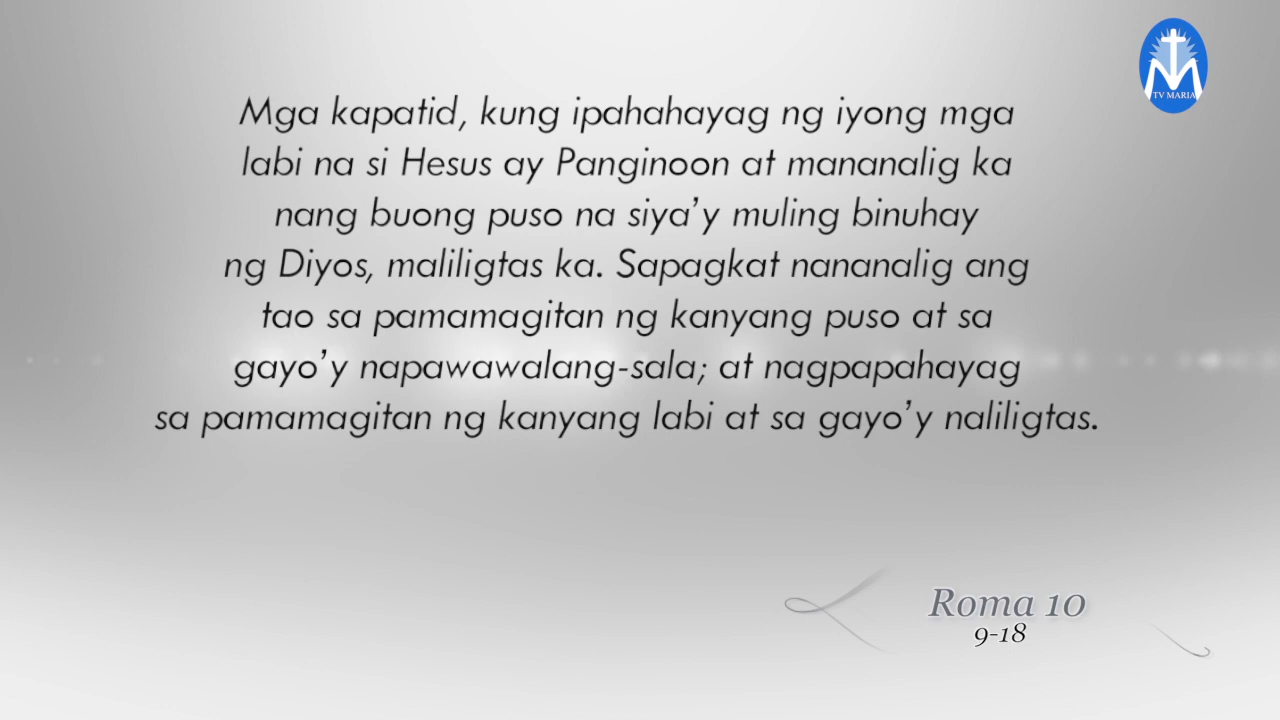 TV MARIA
Mga kapatid, kung ipahahayag ng iyong mga
labi na si Hesus ay Panginoon at mananalig ka
nang buong puso na siya’y muling binuhay
ng Diyos, maliligtas ka. Sapagkat nananalig ang
tao sa pamamagitan ng kanyang puso at sa
gayo’y napawawalang-sala; at nagpapahayag
sa pamamagitan ng kanyang labi at sa gayo’y naliligtas.
Roma 10
9-18